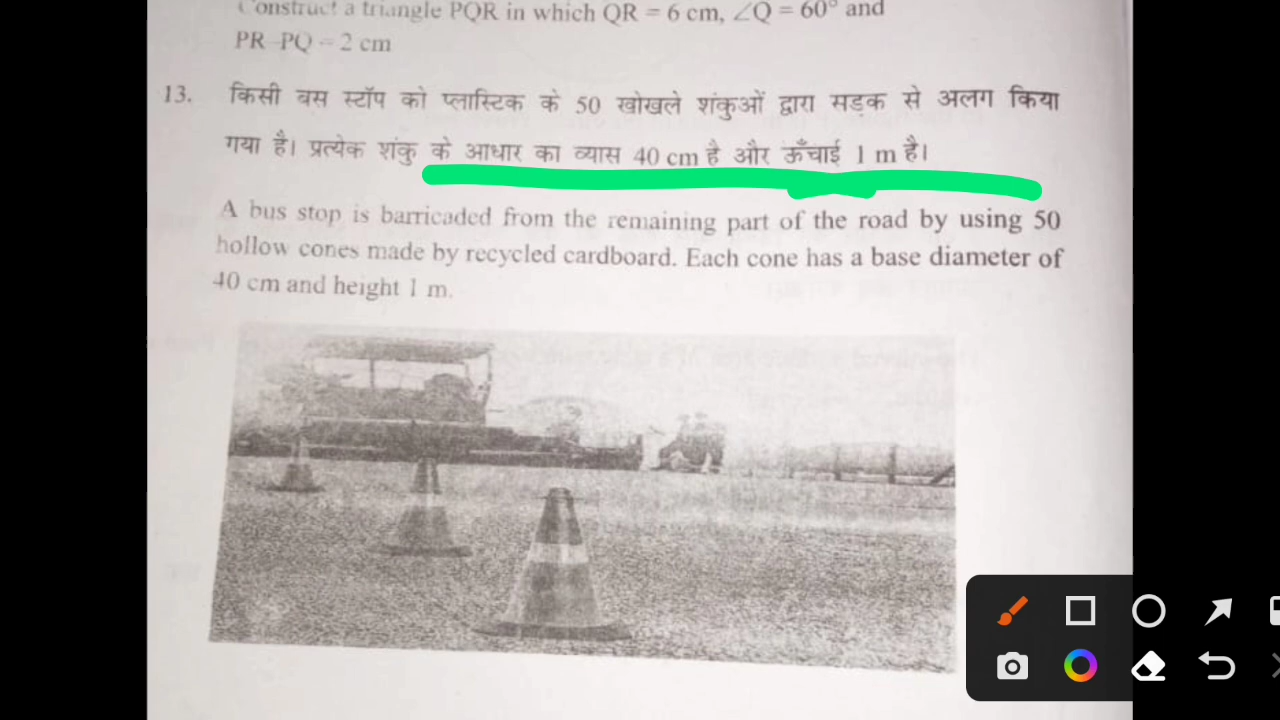 Construct a triangle PQR in which QR = 6 cm, ∠Q = 60° and
PR–PQ = 2 cm
13. किसी बस स्टॉप को प्लास्टिक के 50 खोखले शंकुओं द्वारा सड़क से अलग किया
गया है। प्रत्येक शंकु के आधार का व्यास 40 cm है और ऊँचाई 1 m है।
A bus stop is barricaded from the remaining part of the road by using 50
hollow cones made by recycled cardboard. Each cone has a base diameter of
40 cm and height 1 m.